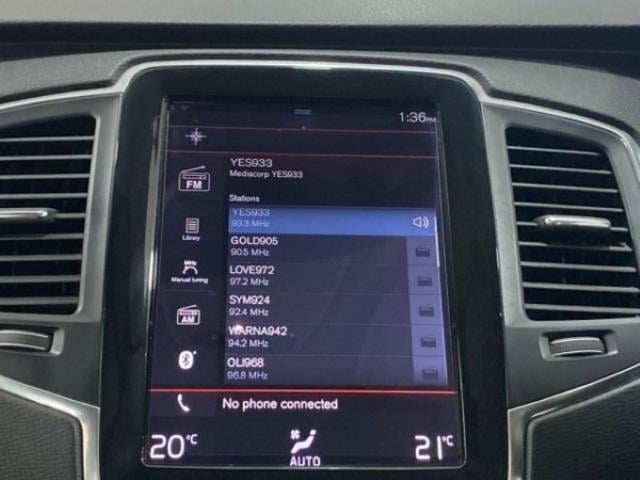 1:36PM
YES933
Mediacorp YES933
FM
Stations
YES933
93.3 MHz
Library
GOLD905
90.5 MHz
MHz
Manual tuning
LOVE972
97.2 MHz
SYM924
92.4 MHz
AM
WARNA942
94.2 MHz
OLI968
96.8 MHz
No phone connected
20°C
AUTO
21°C